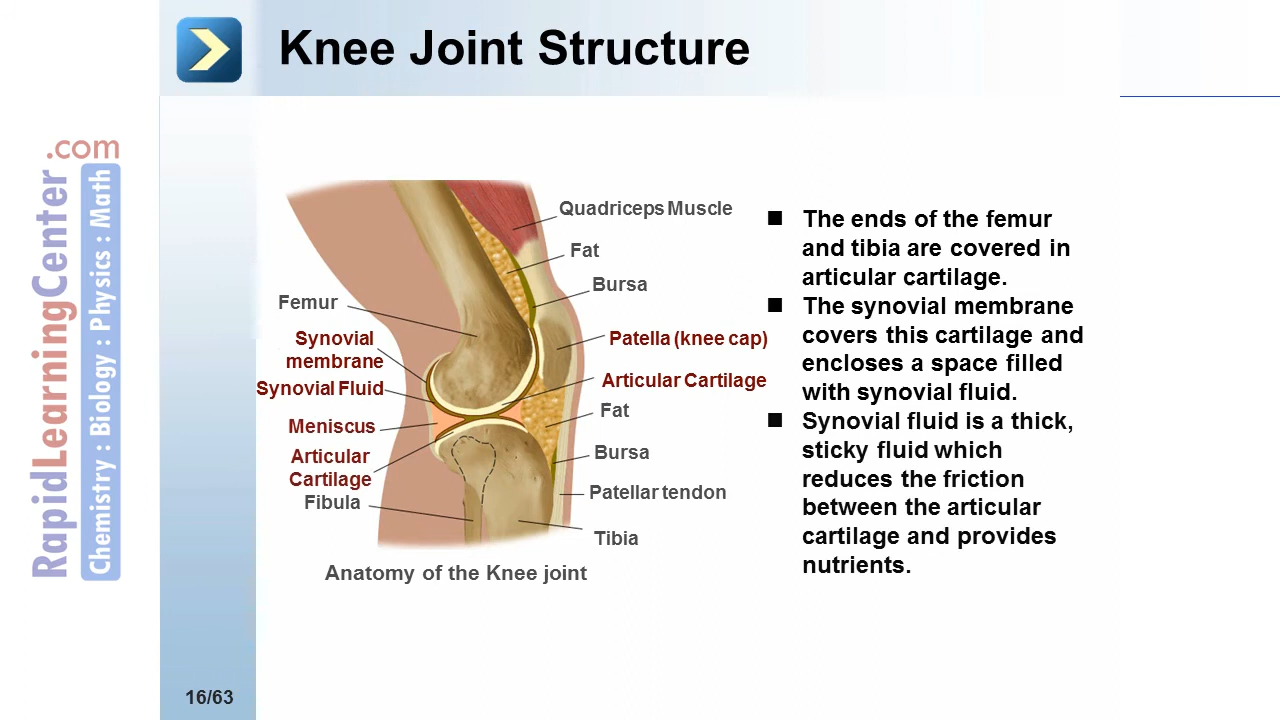 Knee Joint Structure
RapidLearningCenter.com
Chemistry : Biology : Physics : Math
Quadriceps Muscle
Fat
Bursa
Femur
Synovial
membrane
Patella (knee cap)
Synovial Fluid
Articular Cartilage
Fat
Meniscus
Bursa
Articular
Cartilage
Fibula
Patellar tendon
Tibia
Anatomy of the Knee joint
■ The ends of the femur
and tibia are covered in
articular cartilage.
■ The synovial membrane
covers this cartilage and
encloses a space filled
with synovial fluid.
■ Synovial fluid is a thick,
sticky fluid which
reduces the friction
between the articular
cartilage and provides
nutrients.
16/63